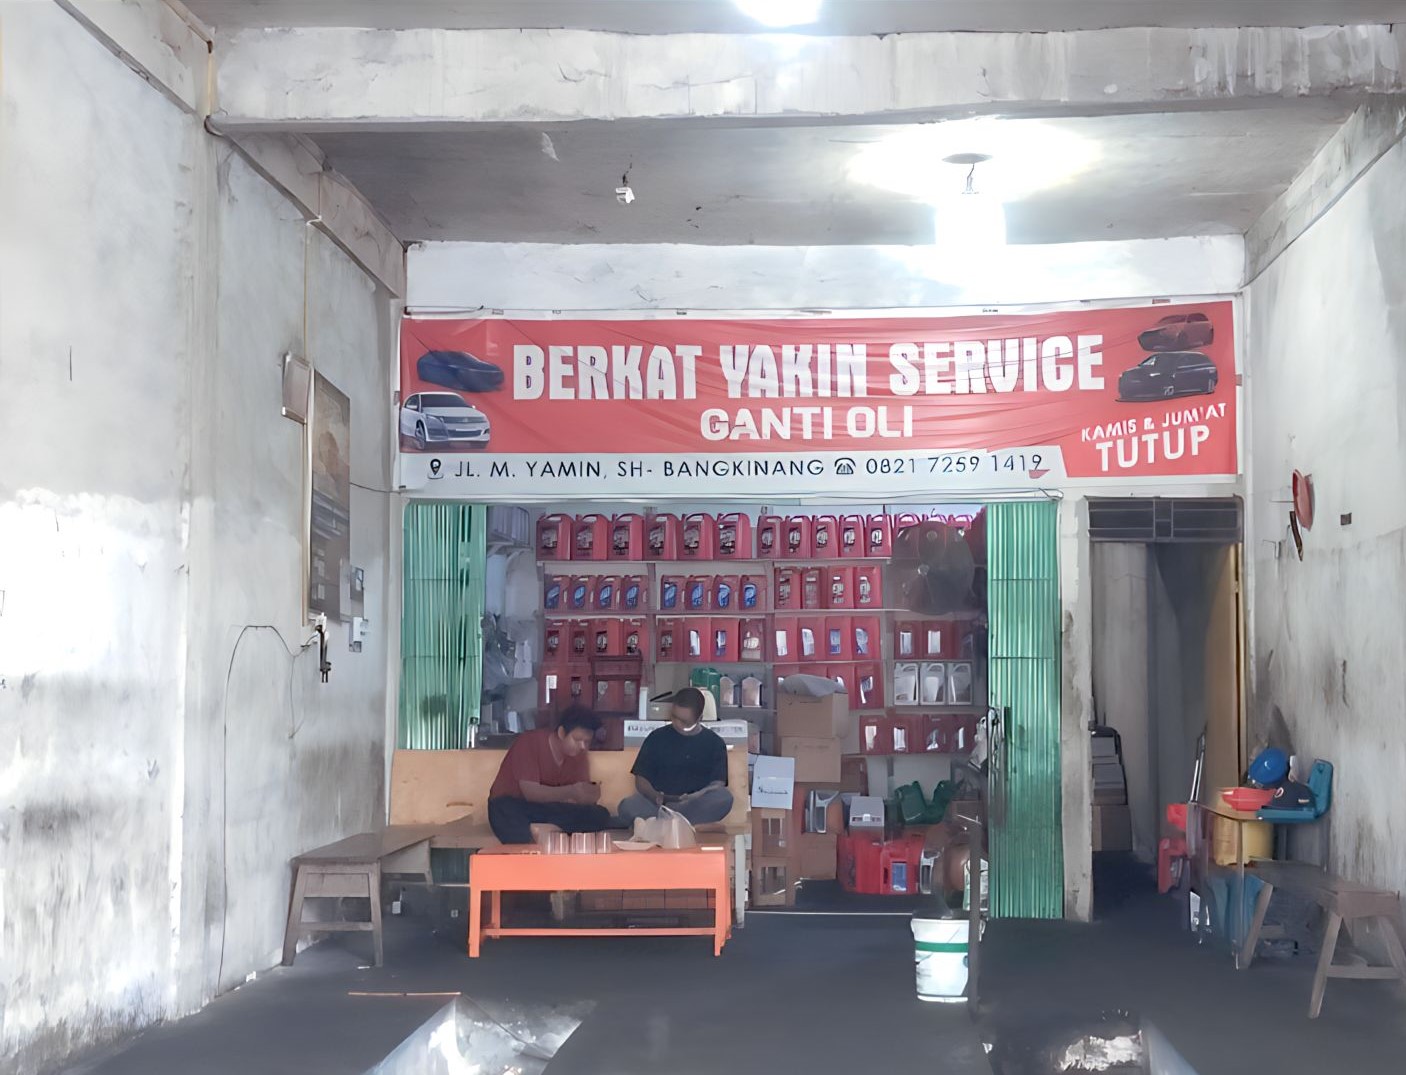 BERKAT YAKIN SERVICE
GANTI OLI
KAMIS & JUM'AT
TUTUP
JL. M. YAMIN, SH- BANGKINANG ☎ 0821 7259 1419